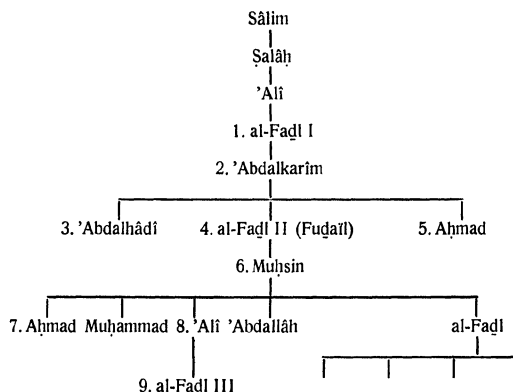 Sâlim
Ṣalâḥ
'Alî
1. al-Faḍl I
2. 'Abdalkarîm
3. 'Abdalhâdî 4. al-Faḍl II (Fuḍaïl) 5. Aḥmad
6. Muḥsin
7. Aḥmad Muḥammad 8. 'Alî 'Abdallâh al-Faḍl
9. al-Faḍl III